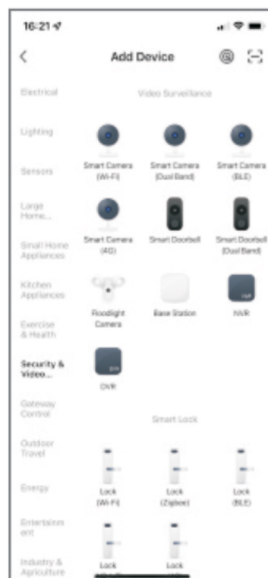 16:21
Add Device
Electrical
Lighting
Sensors
Large
Home...
Small Home
Appliances
Kitchen
Appliances
Exercise
& Health
Security &
Video...
Gateway
Control
Outdoor
Travel
Energy
Entertainm
ent
Industry &
Agriculture
Video Surveillance
Smart Camera
(Wi-Fi)
Smart Camera
(Dual Band)
Smart Camera
(BLE)
Smart Camera
(4G)
Smart Doorbell
Smart Doorbell
(Dual Band)
Floodlight
Camera
Base Station
NVR
DVR
Smart Lock
Lock
(Wi-Fi)
Lock
(Zigbee)
Lock
(BLE)
Lock
Lock